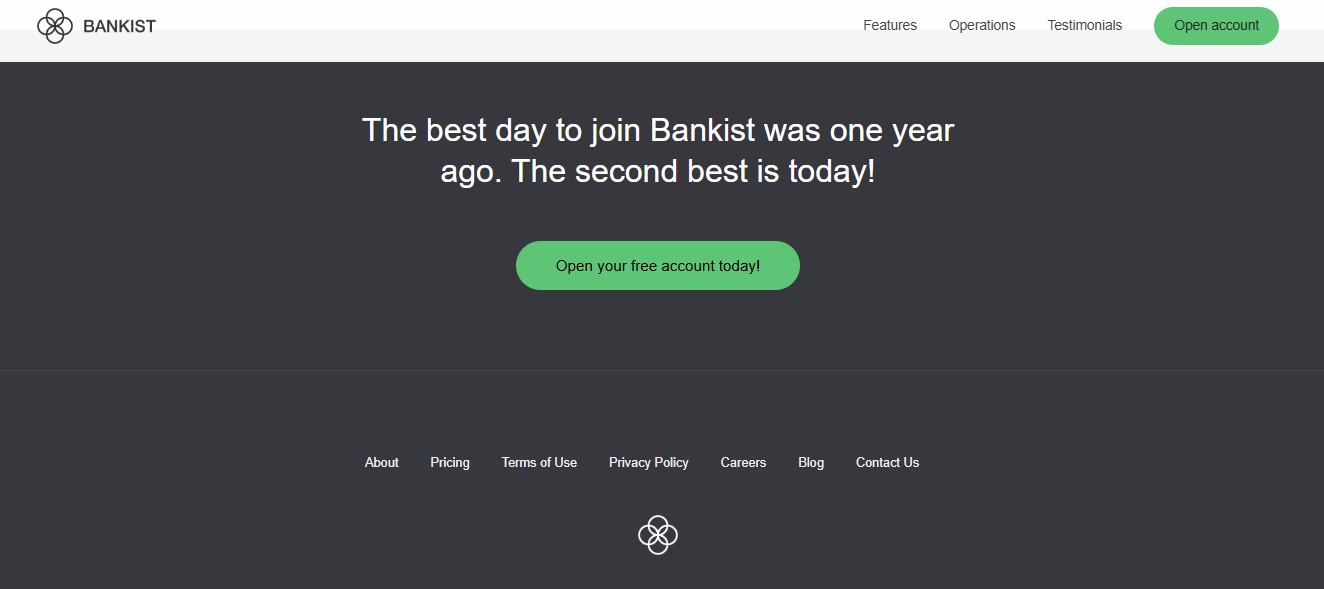 BANKIST
Features Operations Testimonials Open account
The best day to join Bankist was one year
ago. The second best is today!
Open your free account today!
About Pricing Terms of Use Privacy Policy Careers Blog Contact Us